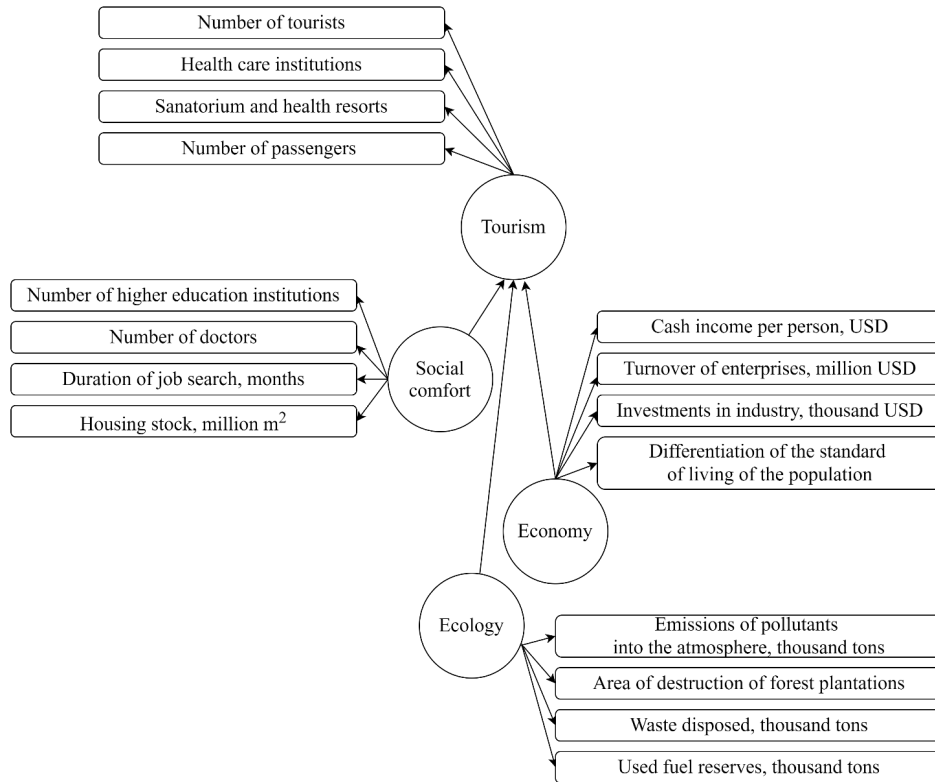 Number of tourists
Health care institutions
Sanatorium and health resorts
Number of passengers
Tourism
Number of higher education institutions
Number of doctors
Duration of job search, months
Housing stock, million m²
Social
comfort
Cash income per person, USD
Turnover of enterprises, million USD
Investments in industry, thousand USD
Differentiation of the standard
of living of the population
Economy
Ecology
Emissions of pollutants
into the atmosphere, thousand tons
Area of destruction of forest plantations
Waste disposed, thousand tons
Used fuel reserves, thousand tons